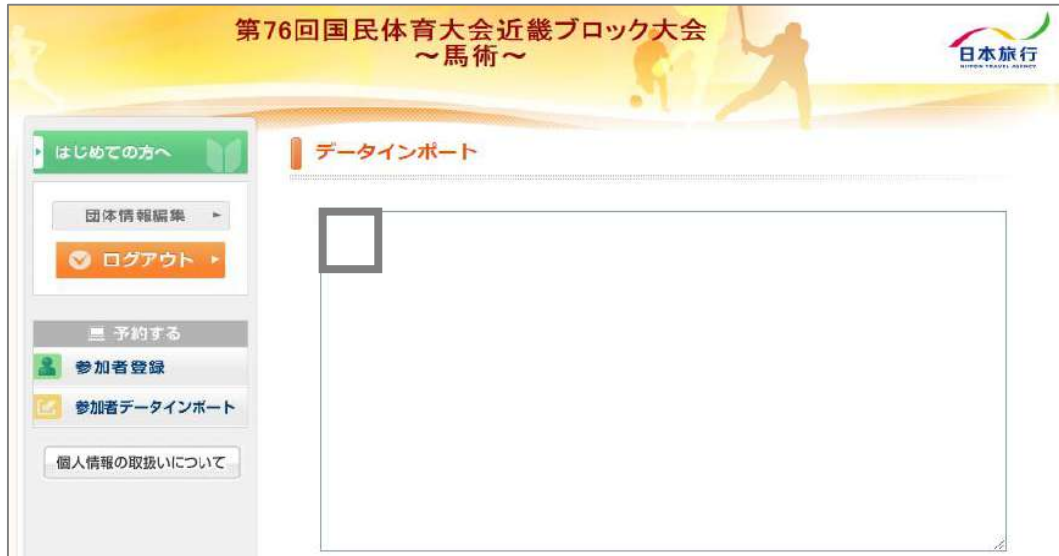 第76回国民体育大会近畿ブロック大会
～馬術～
日本旅行
NIPPON TRAVEL AGENCY
はじめての方へ
データインポート
団体情報編集
ログアウト
予約する
参加者登録
参加者データインポート
個人情報の取扱いについて